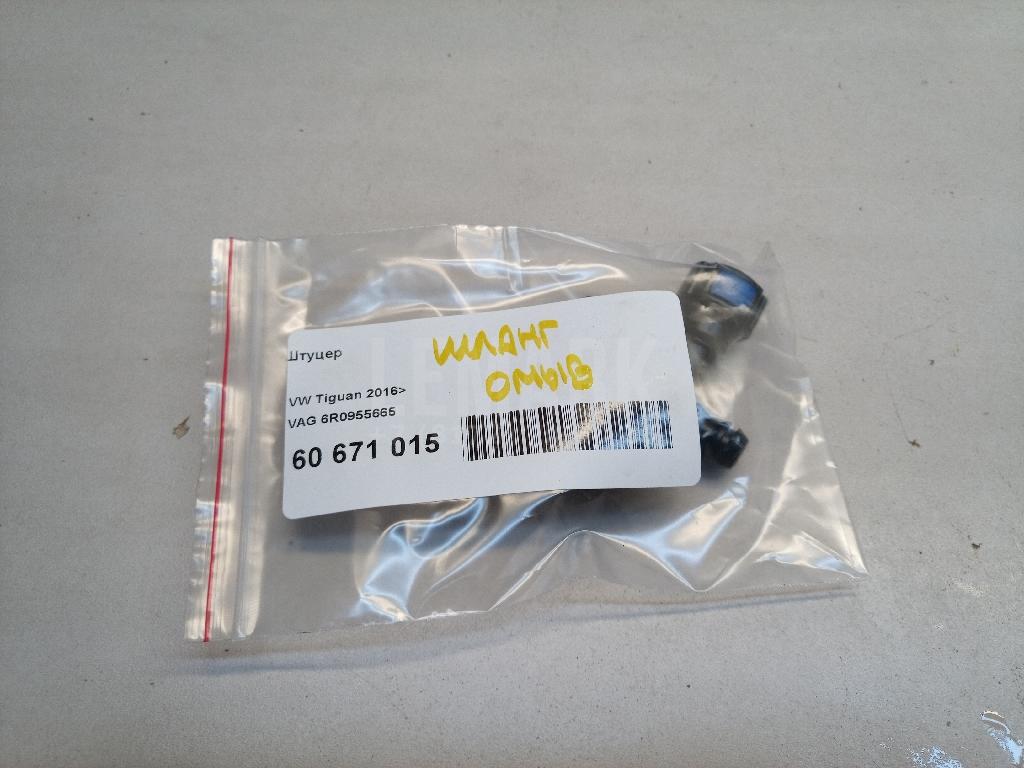 Штуцер
шланг
омыв
VW Tiguan 2016>
VAG 6R0955665
60 671 015